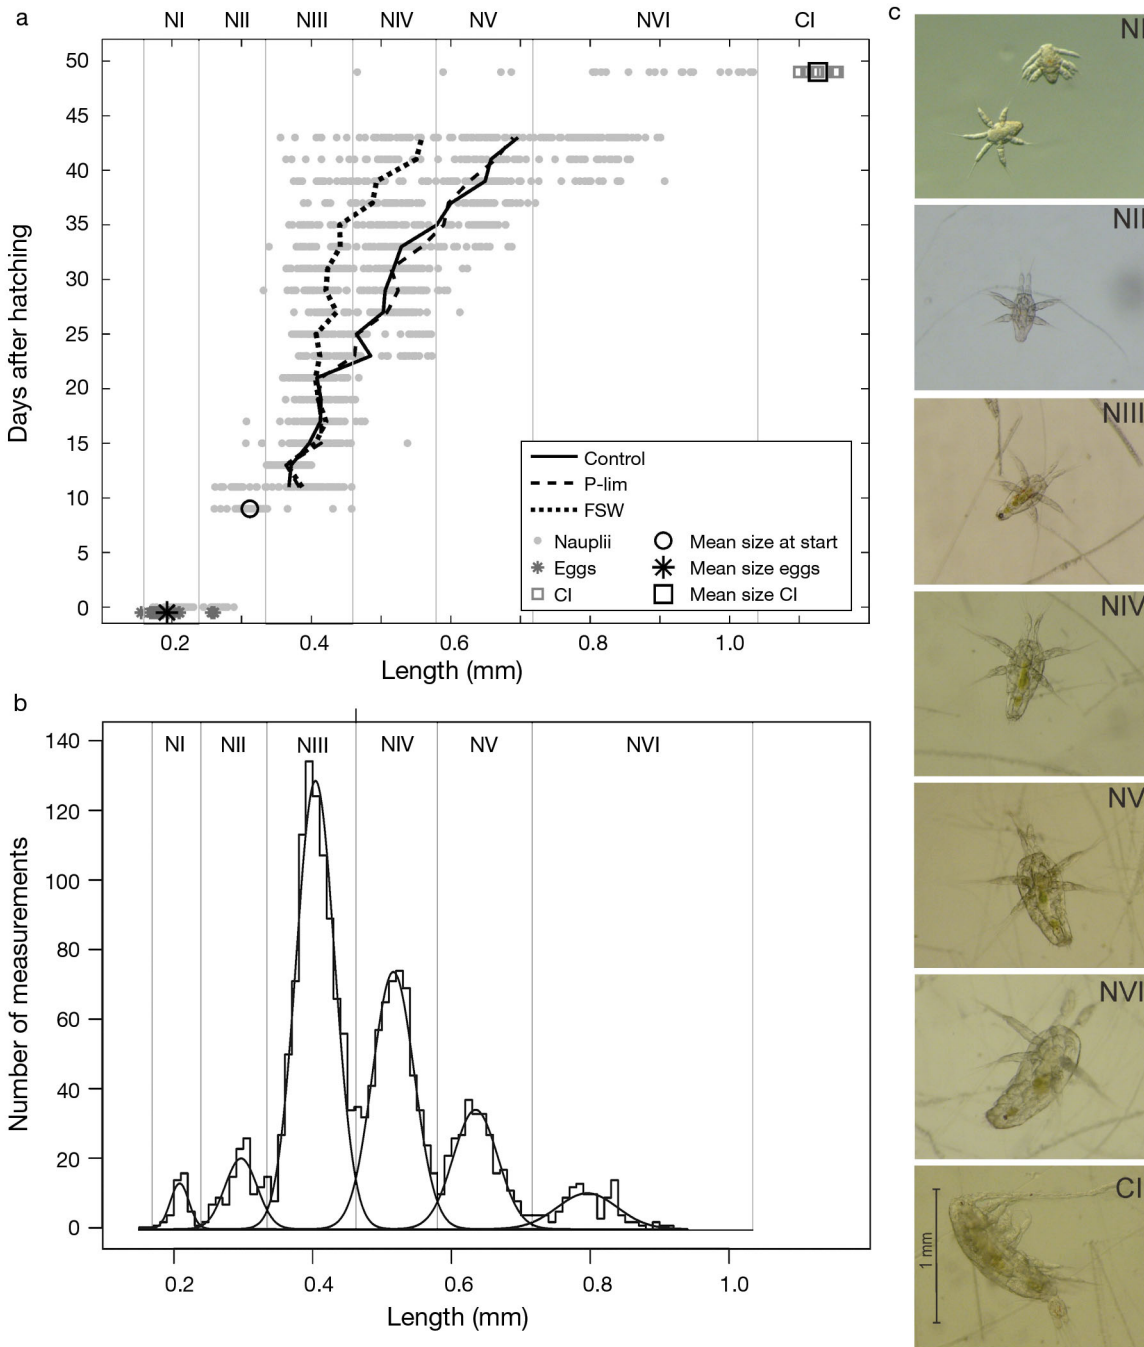 a
NI NII NIII NIV NV NVI CI
50
45
40
35
30
25
20
15
10
5
0
Days after hatching
Control
P-lim
FSW
Nauplii
Eggs
CI
Mean size at start
Mean size eggs
Mean size CI
0.2 0.4 0.6 0.8 1.0
Length (mm)
b
NI NII NIII NIV NV NVI
140
120
100
80
60
40
20
0
Number of measurements
0.2 0.4 0.6 0.8 1.0
Length (mm)
c
NI
NII
NIII
NIV
NV
NVI
CI
1 mm